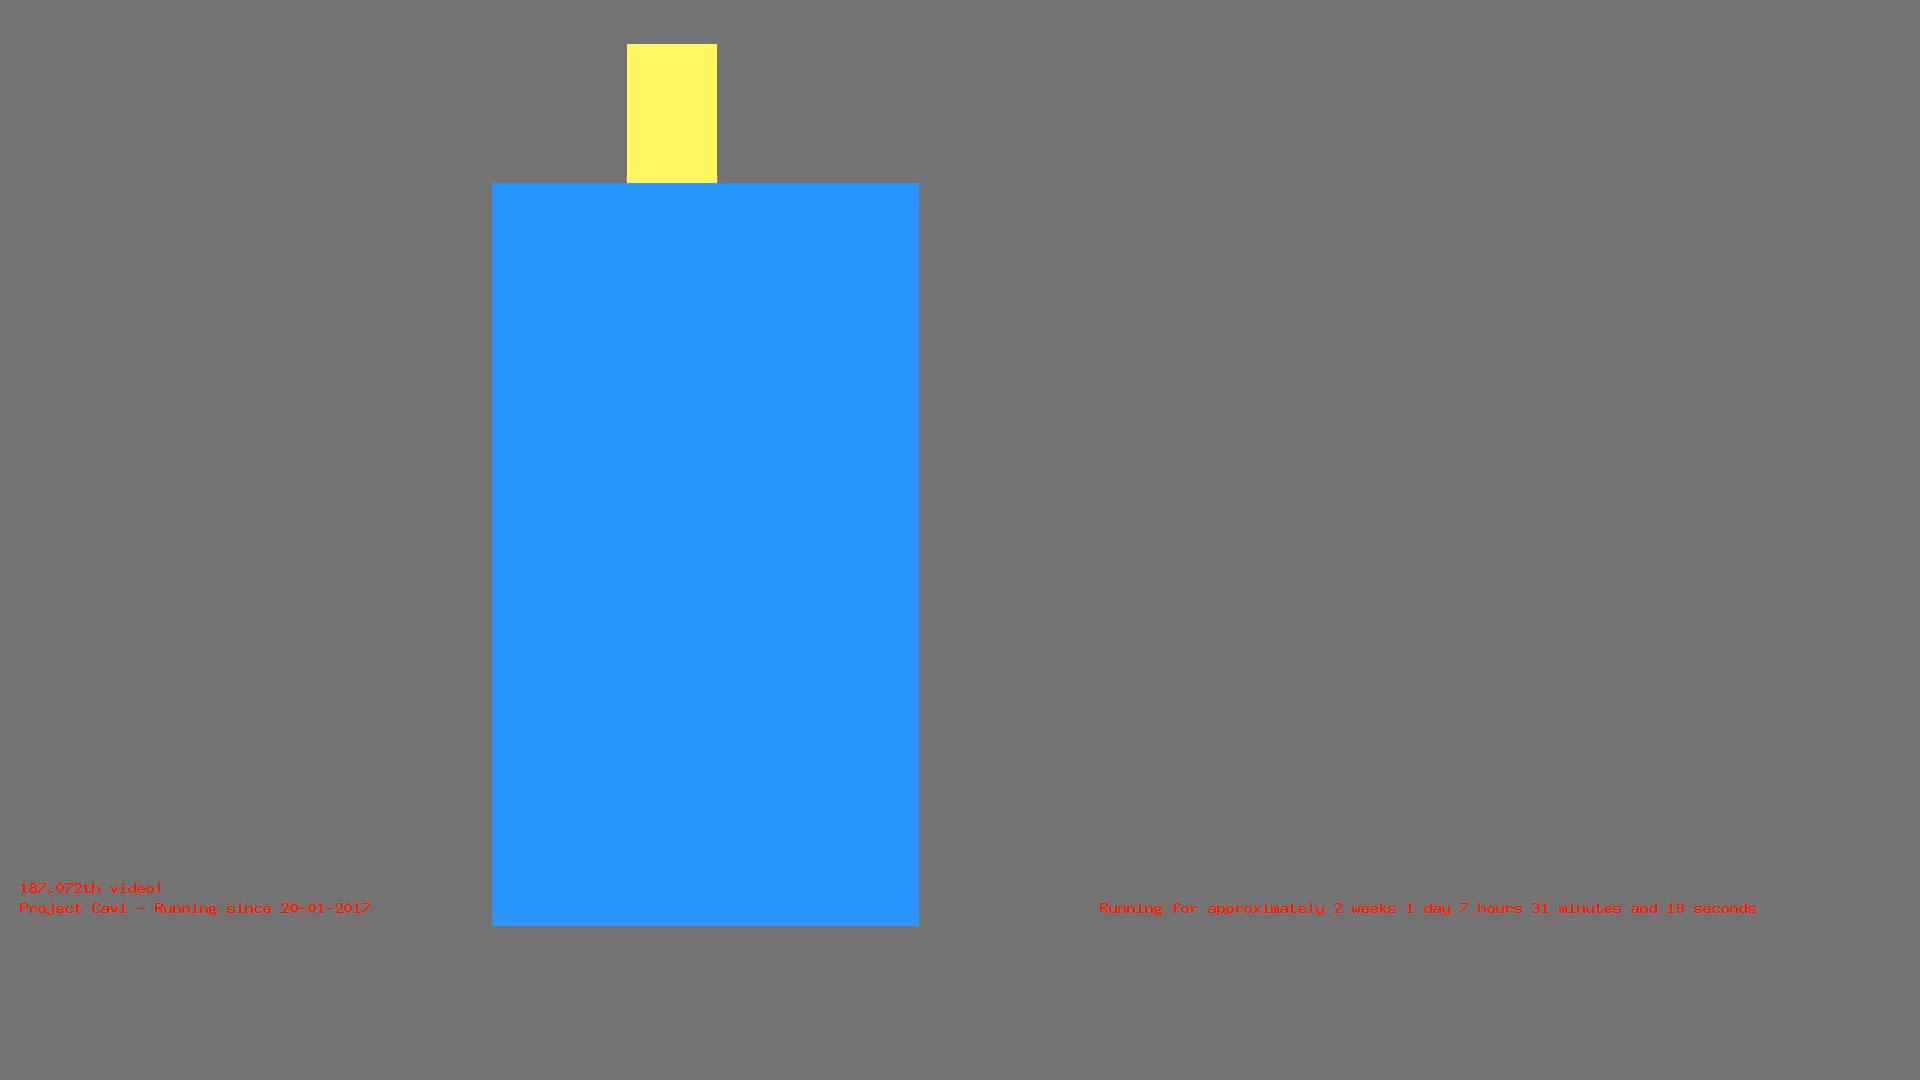 187,072th video!
Project Cavi - Running since 20-01-2017
Running for approximately 2 weeks 1 day 7 hours 31 minutes and 19 seconds